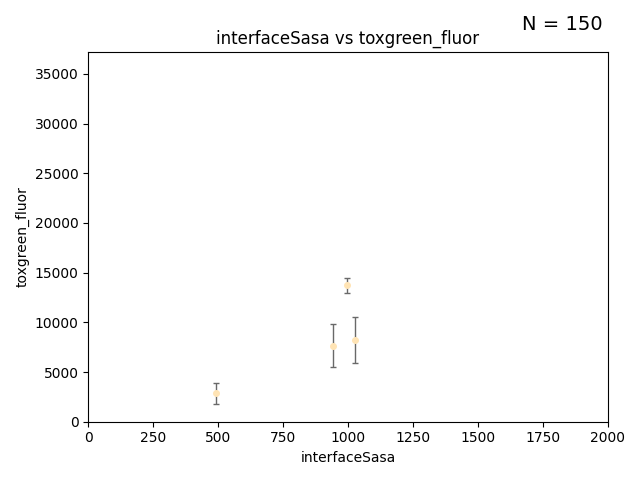 N = 150
interfaceSasa vs toxgreen_fluor
35000
30000
25000
20000
15000
10000
5000
0
toxgreen_fluor
0 250 500 750 1000 1250 1500 1750 2000
interfaceSasa